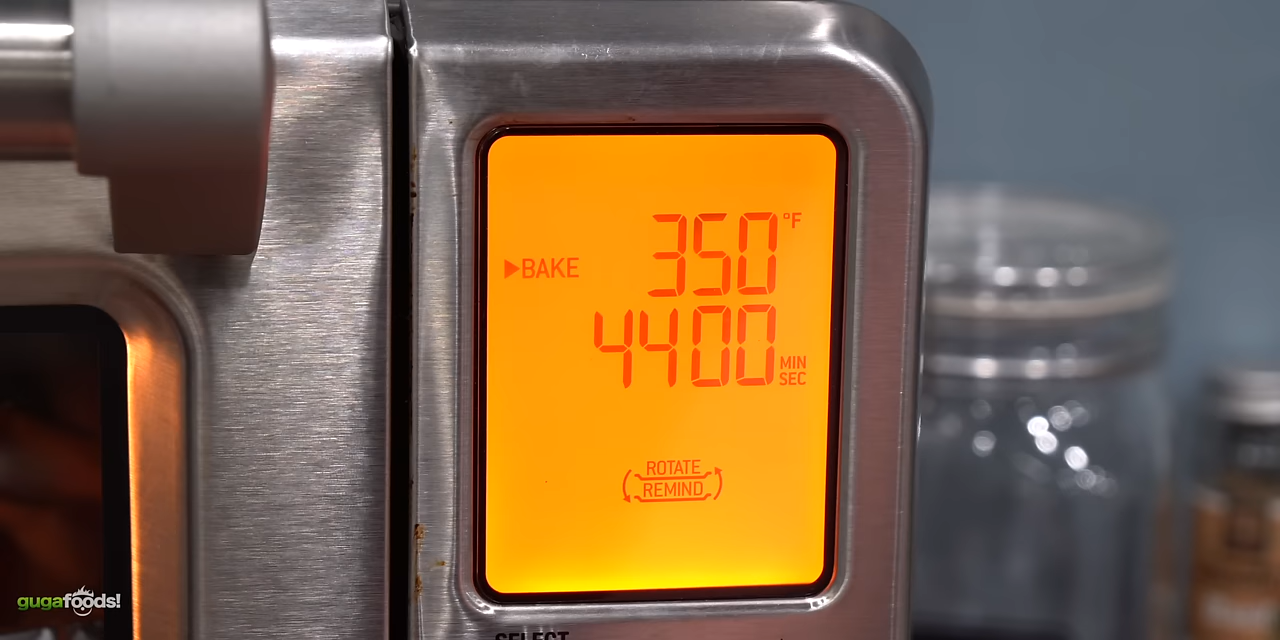 350 °F
▶BAKE
4400 MIN
SEC
ROTATE
REMIND
SELECT
gugafoods!